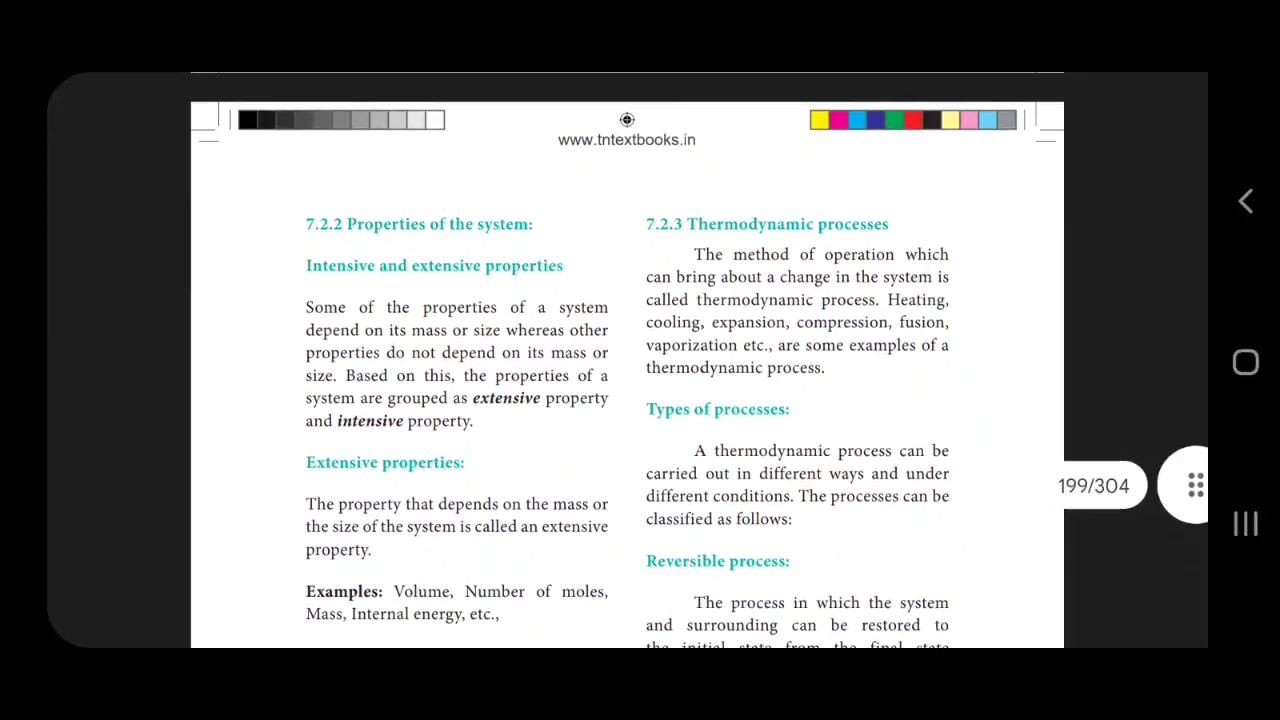 www.tntextbooks.in
7.2.2 Properties of the system:
Intensive and extensive properties
Some of the properties of a system
depend on its mass or size whereas other
properties do not depend on its mass or
size. Based on this, the properties of a
system are grouped as extensive property
and intensive property.
Extensive properties:
The property that depends on the mass or
the size of the system is called an extensive
property.
Examples: Volume, Number of moles,
Mass, Internal energy, etc.,
7.2.3 Thermodynamic processes
The method of operation which
can bring about a change in the system is
called thermodynamic process. Heating,
cooling, expansion, compression, fusion,
vaporization etc., are some examples of a
thermodynamic process.
Types of processes:
A thermodynamic process can be
carried out in different ways and under
different conditions. The processes can be
classified as follows:
Reversible process:
The process in which the system
and surrounding can be restored to
the initial state from the final state
199/304